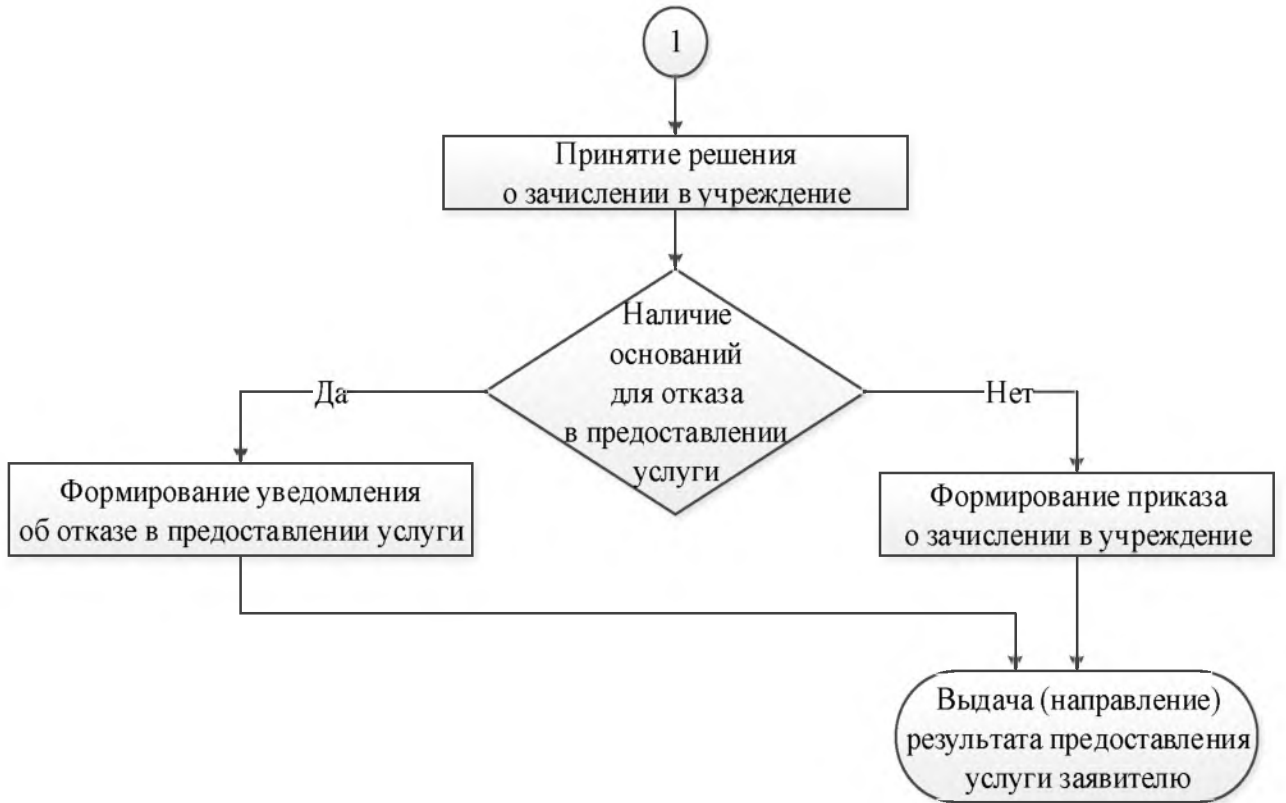 1
Принятие решения
о зачислении в учреждение
Наличие
оснований
для отказа
в предоставлении
услуги
Да
Нет
Формирование уведомления
об отказе в предоставлении услуги
Формирование приказа
о зачислении в учреждение
Выдача (направление)
результата предоставления
услуги заявителю